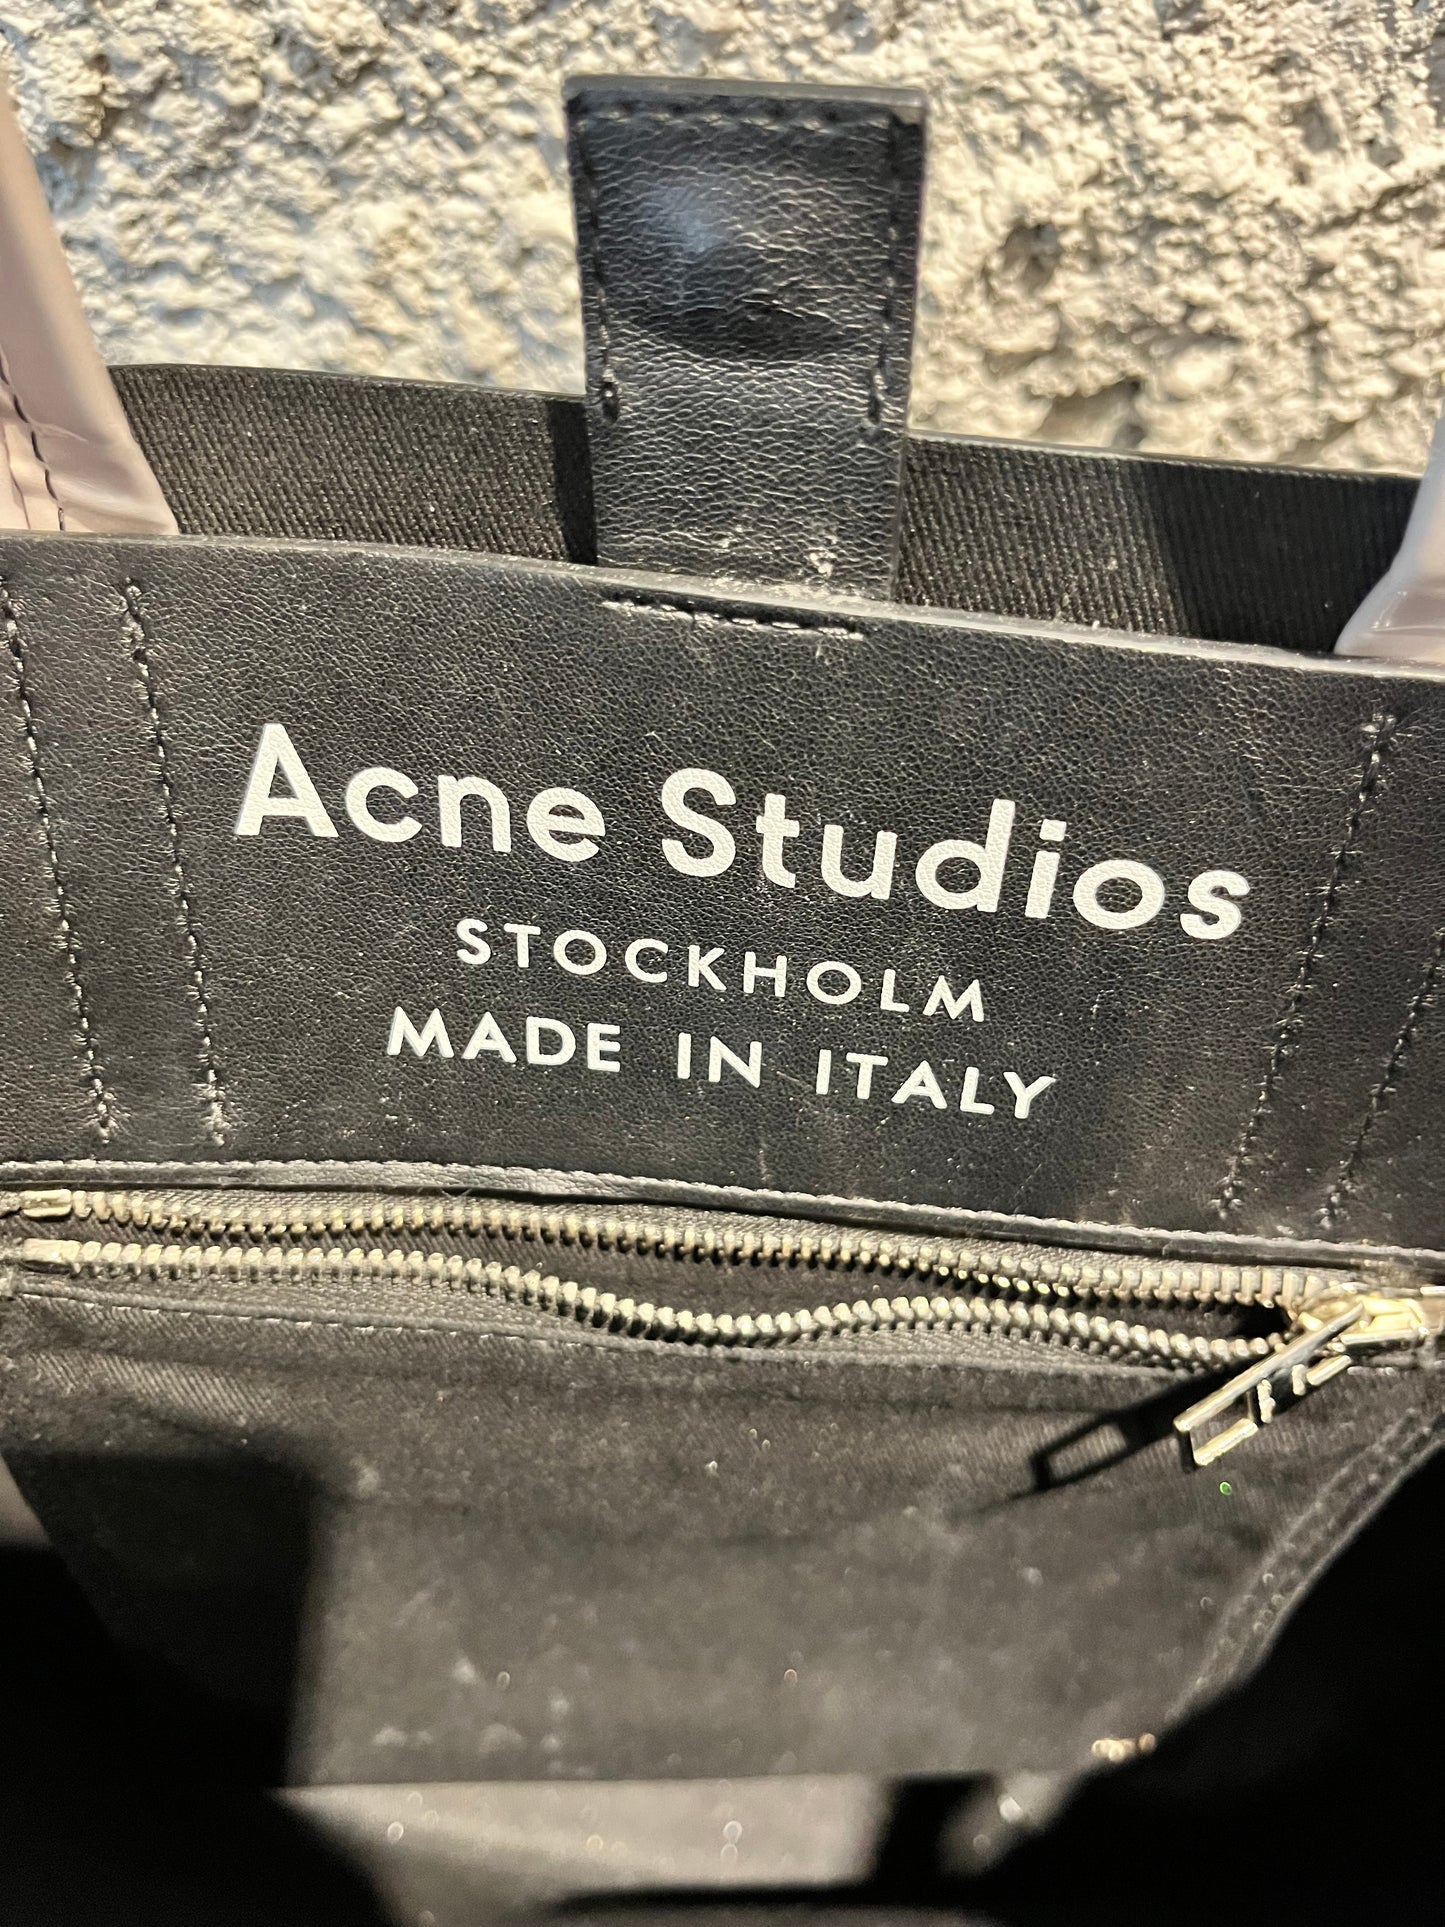 Acne Studios
STOCKHOLM
MADE IN ITALY